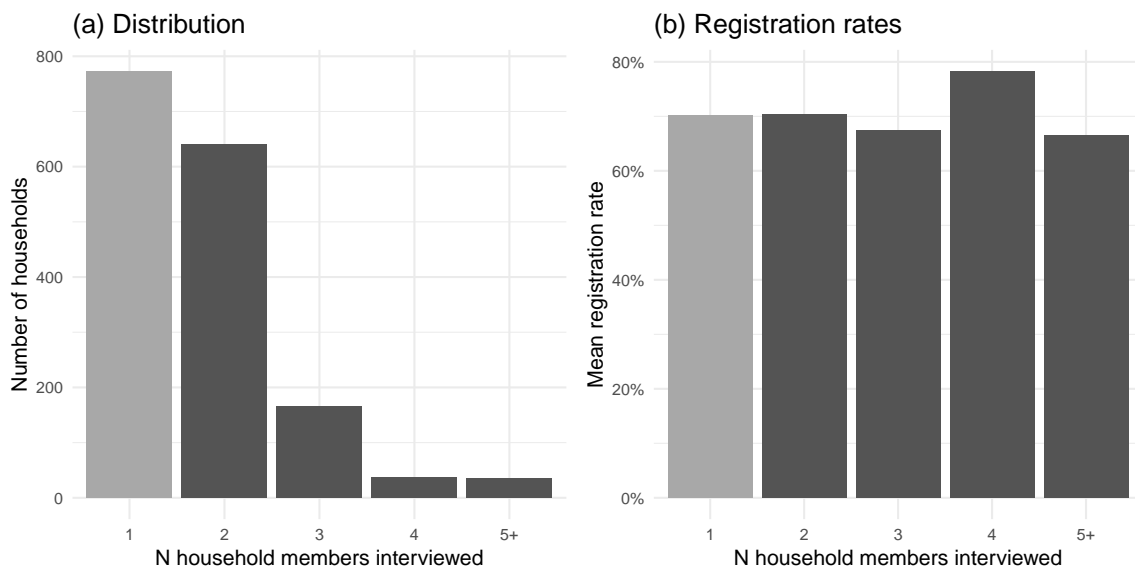 (a) Distribution
Number of households
800
600
400
200
0
1 2 3 4 5+
N household members interviewed
(b) Registration rates
Mean registration rate
80%
60%
40%
20%
0%
1 2 3 4 5+
N household members interviewed